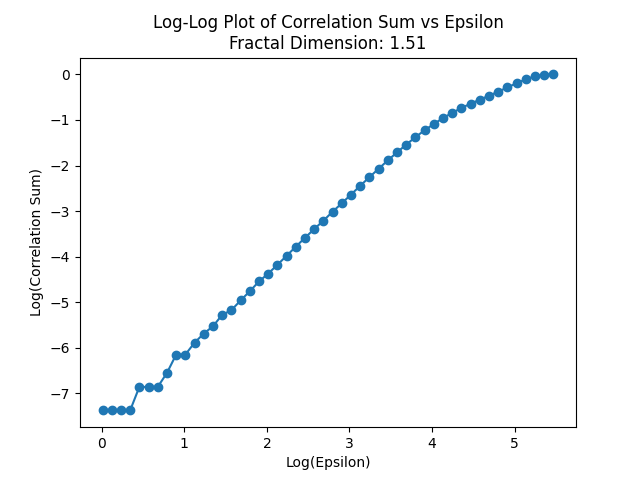 Log-Log Plot of Correlation Sum vs Epsilon
Fractal Dimension: 1.51
Log(Correlation Sum)
0
−1
−2
−3
−4
−5
−6
−7
0 1 2 3 4 5
Log(Epsilon)